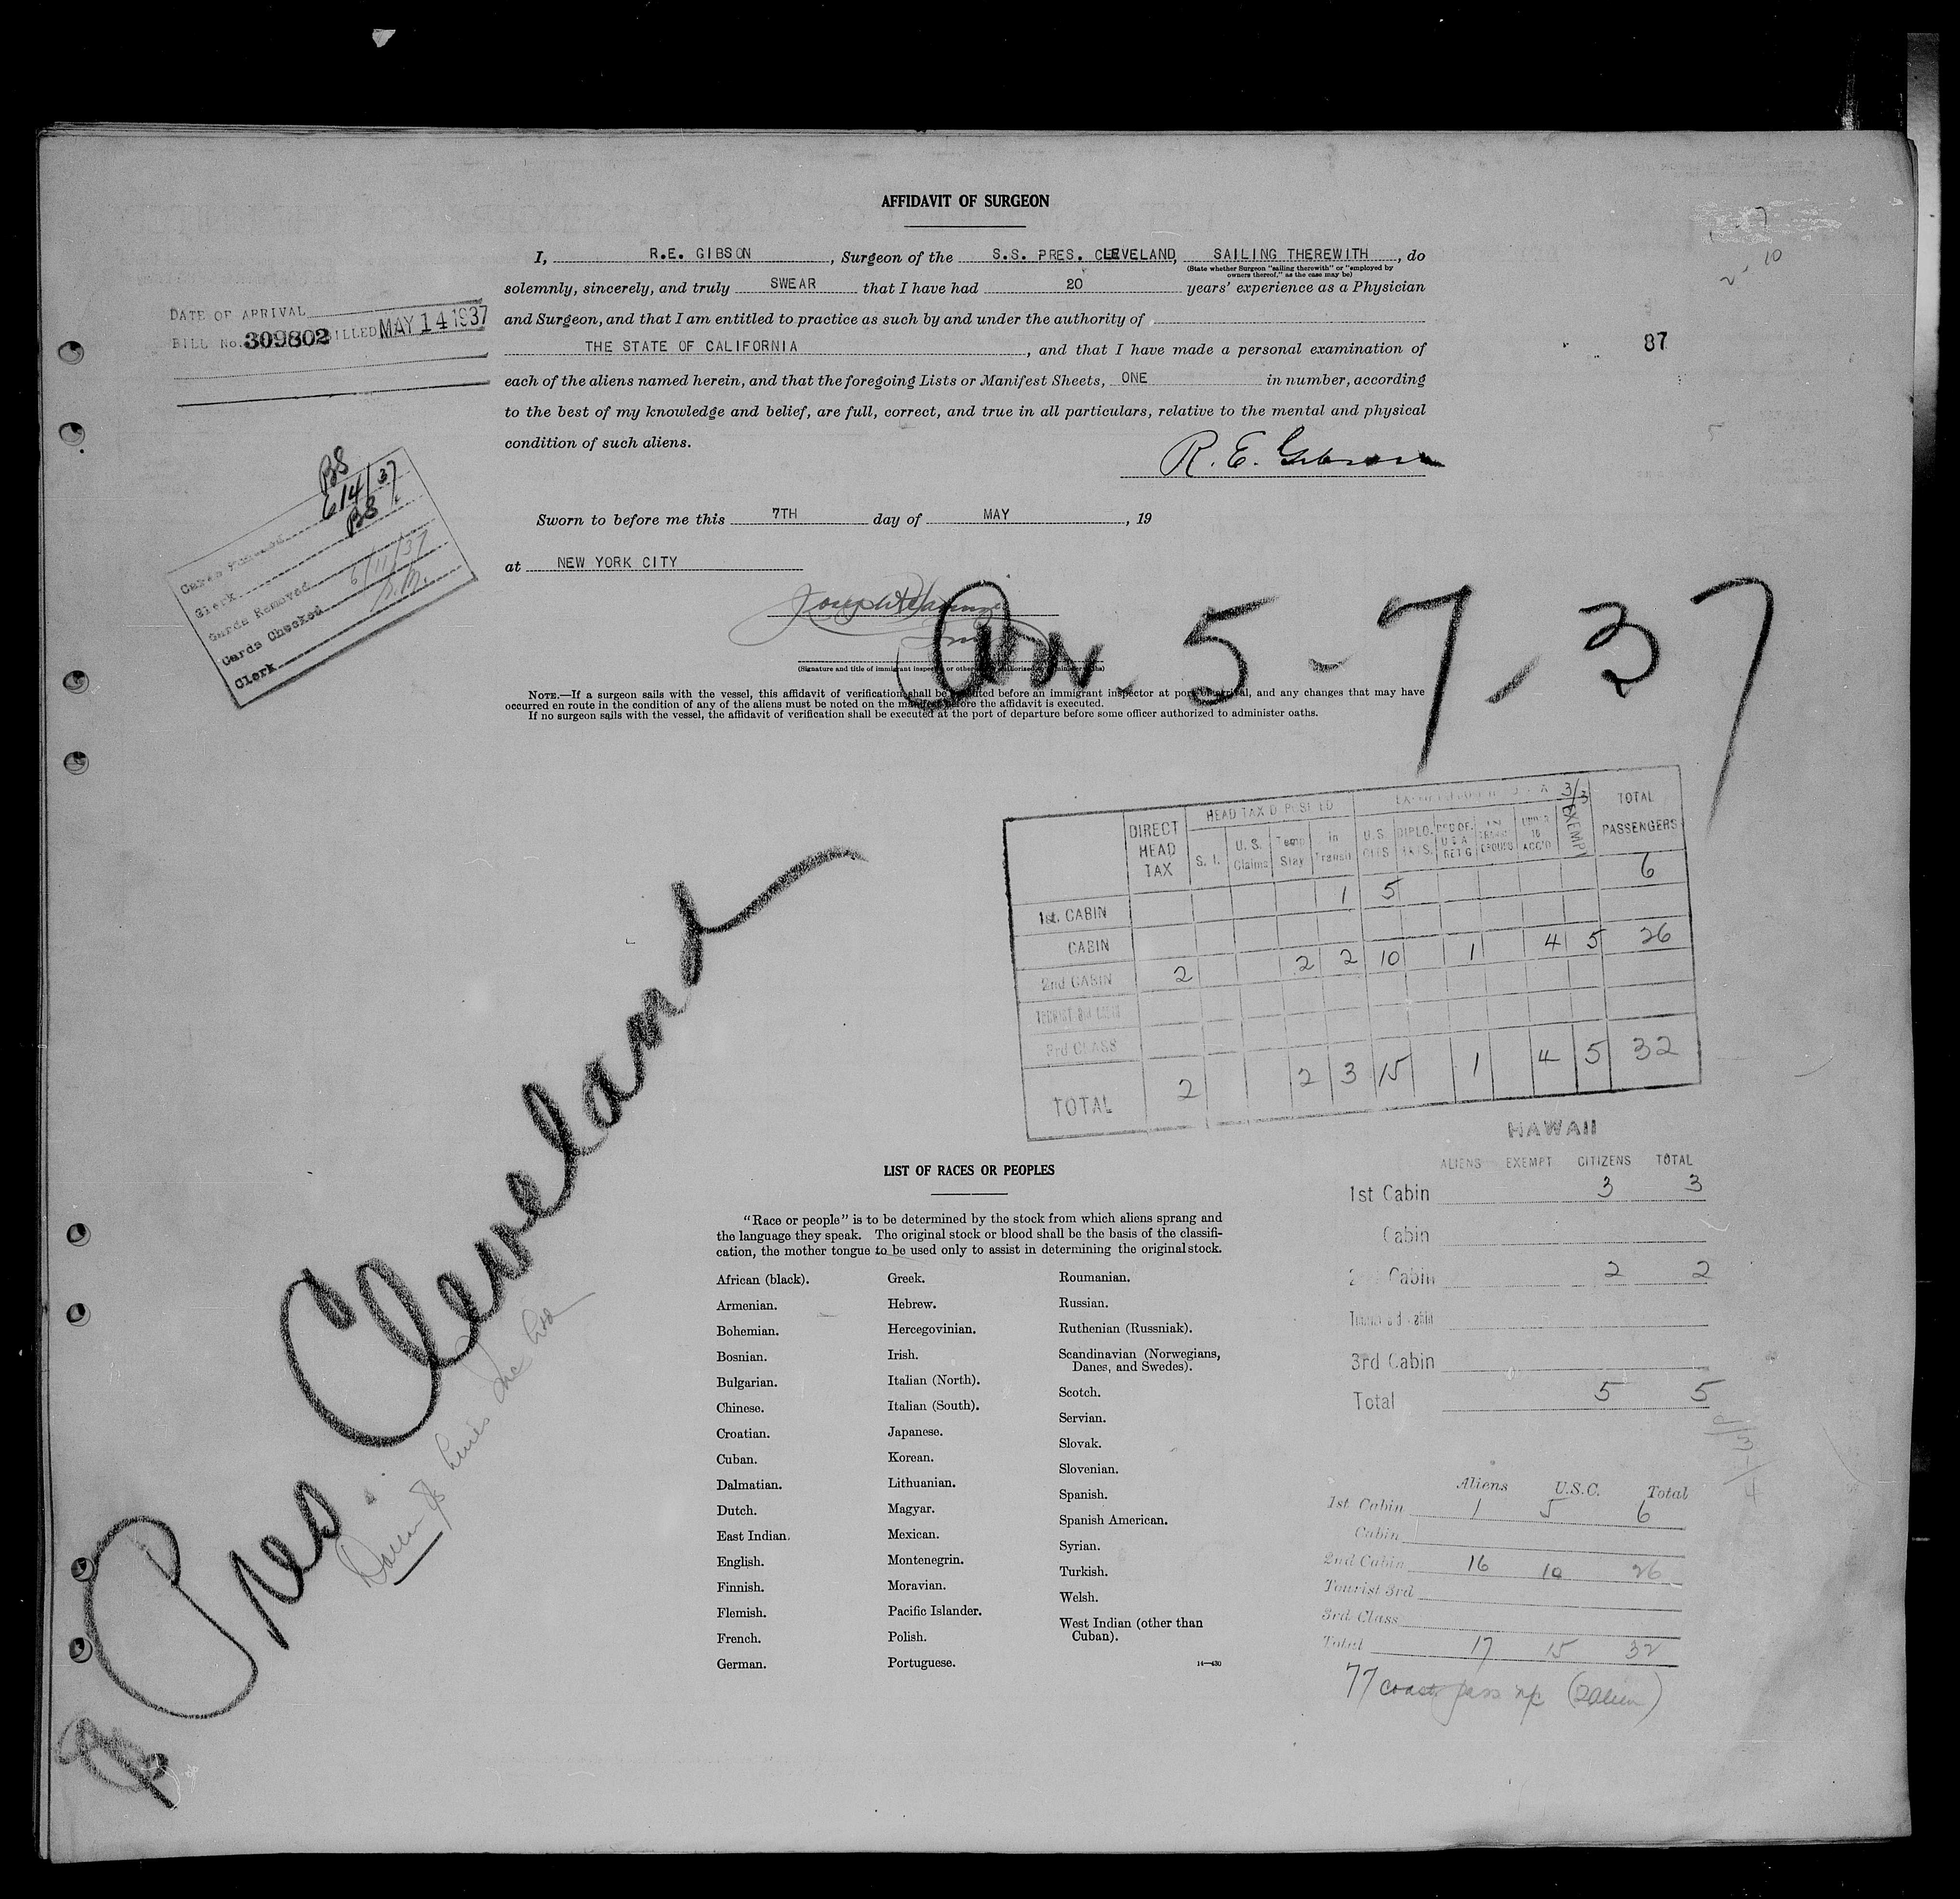 AFFIDAVIT OF SURGEON
I, R.E. GIBSON, Surgeon of the S.S. PRES. CLEVELAND, SAILING THEREWITH, do
(State whether Surgeon "sailing therewith" or "employed by
owners thereof," as the case may be)
solemnly, sincerely, and truly SWEAR that I have had 20 years' experience as a Physician
and Surgeon, and that I am entitled to practice as such by and under the authority of
THE STATE OF CALIFORNIA, and that I have made a personal examination of
each of the aliens named herein, and that the foregoing Lists or Manifest Sheets, ONE in number, according
to the best of my knowledge and belief, are full, correct, and true in all particulars, relative to the mental and physical
condition of such aliens.
R. E. Gibson
Sworn to before me this 7TH day of MAY, 19
at NEW YORK CITY
(Signature and title of immigrant inspector or other
NOTE.—If a surgeon sails with the vessel, this affidavit of verification shall be executed before an immigrant inspector at port of arrival, and any changes that may have
occurred en route in the condition of any of the aliens must be noted on the manifest before the affidavit is executed.
If no surgeon sails with the vessel, the affidavit of verification shall be executed at the port of departure before some officer authorized to administer oaths.
DATE OF ARRIVAL
BILL No. 309802 BILLED MAY 14 1937
BS
6/4/37
BS
Clerk
Cards Removed 6/11/37
Cards Checked
Clerk
7
10
87
Arr. 5-7-37
Pres. Cleveland
DIRECT HEAD TAX
HEAD TAX DEPOSITED
S. I. U.S. Claims Temp Stay In Transit U.S. CITS. DIPLOMATS. EXEMPT
3/3
TOTAL PASSENGERS
1st. CABIN 1 5 6
CABIN
2nd CABIN 2 2 2 10 1 4 5 26
3rd CLASS
TOTAL 2 2 3 15 1 4 5 32
HAWAII
ALIENS EXEMPT CITIZENS TOTAL
1st Cabin 3 3
Cabin
2nd Cabin 2 2
3rd Cabin
Total 5 5
Aliens U.S.C. Total
1st Cabin 1 5 6
Cabin
2nd Cabin 16 10 26
Tourist 3rd
3rd Class
Total 17 15 32
77 coast pass
LIST OF RACES OR PEOPLES
"Race or people" is to be determined by the stock from which aliens sprang and
the language they speak. The original stock or blood shall be the basis of the classifi-
cation, the mother tongue to be used only to assist in determining the original stock.
African (black).
Armenian.
Bohemian.
Bosnian.
Bulgarian.
Chinese.
Croatian.
Cuban.
Dalmatian.
Dutch.
East Indian.
English.
Finnish.
Flemish.
French.
German.
Greek.
Hebrew.
Hercegovinian.
Irish.
Italian (North).
Italian (South).
Japanese.
Korean.
Lithuanian.
Magyar.
Mexican.
Montenegrin.
Moravian.
Pacific Islander.
Polish.
Portuguese.
Roumanian.
Russian.
Ruthenian (Russniak).
Scandinavian (Norwegians,
Danes, and Swedes).
Scotch.
Servian.
Slovak.
Slovenian.
Spanish.
Spanish American.
Syrian.
Turkish.
Welsh.
West Indian (other than
Cuban).
14—430